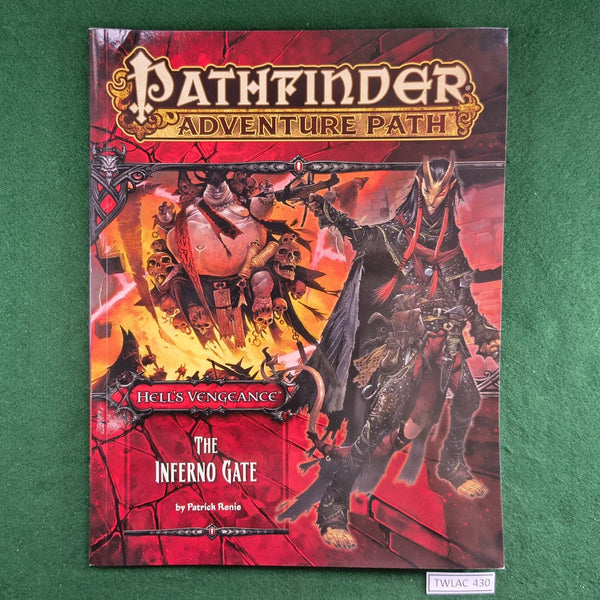 PATHFINDER
ADVENTURE PATH
HELL'S VENGEANCE
THE
INFERNO GATE
by Patrick Renie
TWLAC 430